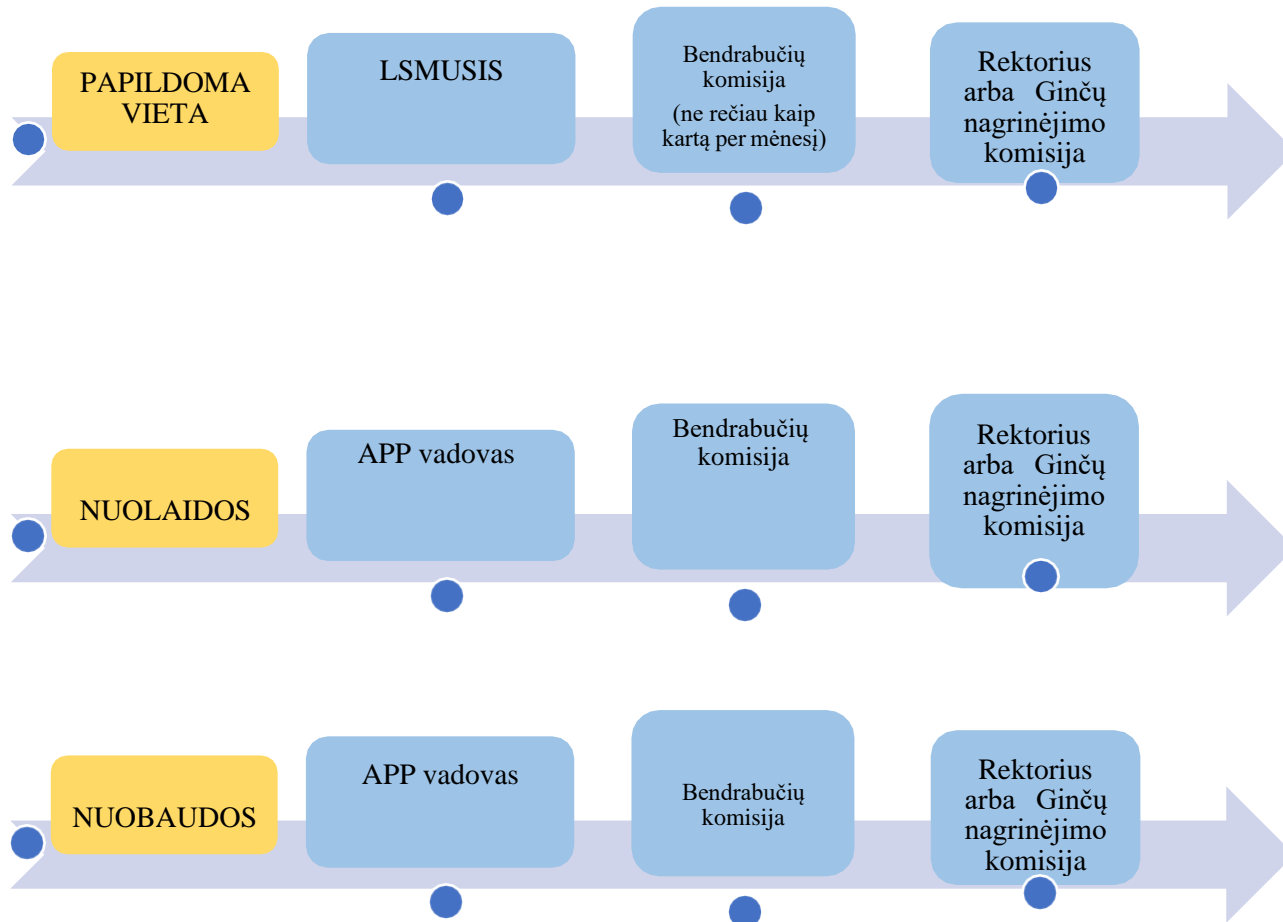 PAPILDOMA
VIETA
LSMUSIS
Bendrabučių
komisija
(ne rečiau kaip
kartą per mėnesį)
Rektorius
arba Ginčų
nagrinėjimo
komisija
NUOLAIDOS
APP vadovas
Bendrabučių
komisija
Rektorius
arba Ginčų
nagrinėjimo
komisija
NUOBAUDOS
APP vadovas
Bendrabučių
komisija
Rektorius
arba Ginčų
nagrinėjimo
komisija